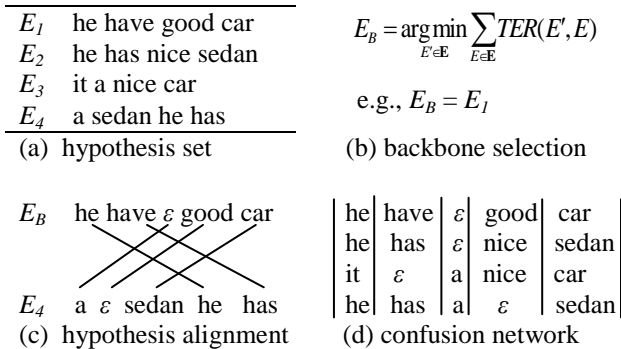 E₁ he have good car
E₂ he has nice sedan
E₃ it a nice car
E₄ a sedan he has
(a) hypothesis set
E_B = argmin_{E'∈𝐄} ∑_{E∈𝐄} TER(E', E)
e.g., E_B = E₁
(b) backbone selection
E_B he have ε good car
E₄ a ε sedan he has
(c) hypothesis alignment
he have ε good car
he has ε nice sedan
it ε a nice car
he has a ε sedan
(d) confusion network